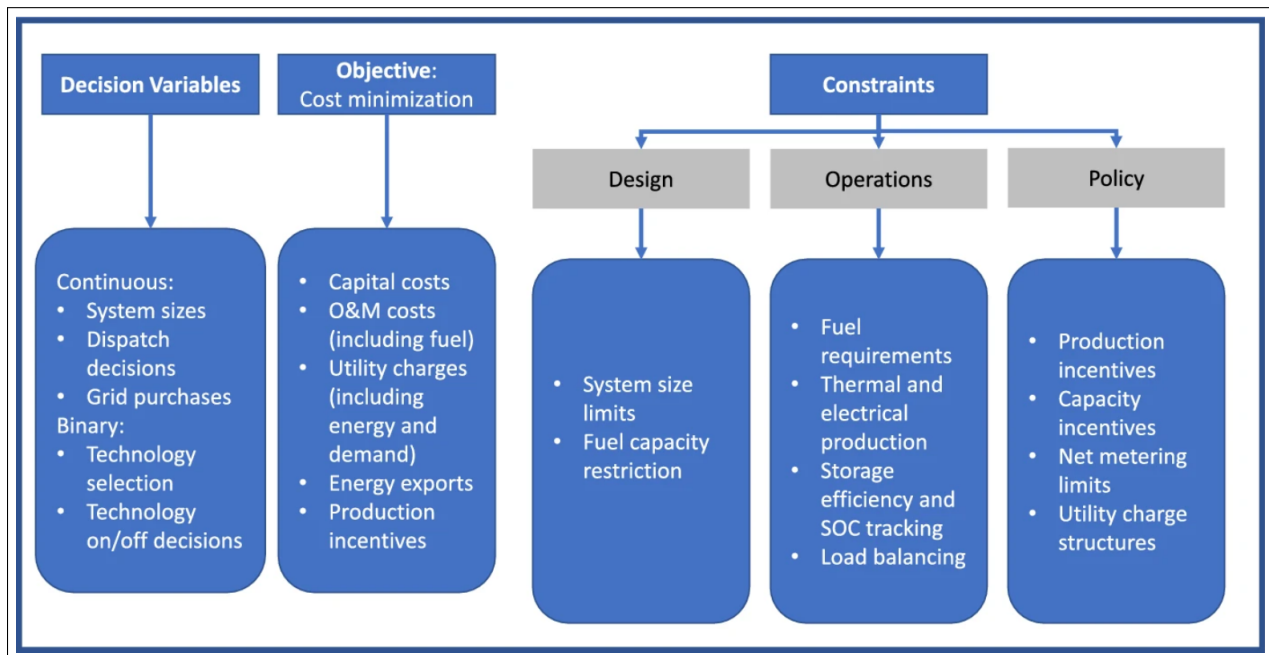 Decision Variables
Continuous:
• System sizes
• Dispatch
decisions
• Grid purchases
Binary:
• Technology
selection
• Technology
on/off decisions
Objective:
Cost minimization
• Capital costs
• O&M costs
(including fuel)
• Utility charges
(including
energy and
demand)
• Energy exports
• Production
incentives
Constraints
Design
• System size
limits
• Fuel capacity
restriction
Operations
• Fuel
requirements
• Thermal and
electrical
production
• Storage
efficiency and
SOC tracking
• Load balancing
Policy
• Production
incentives
• Capacity
incentives
• Net metering
limits
• Utility charge
structures